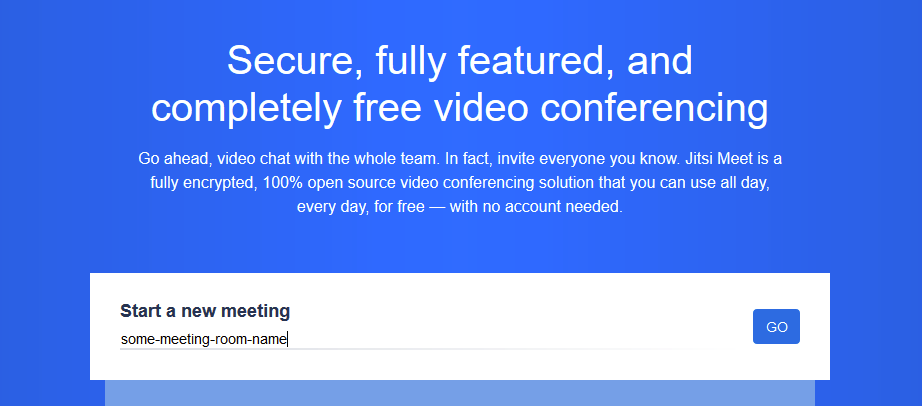 Secure, fully featured, and
completely free video conferencing
Go ahead, video chat with the whole team. In fact, invite everyone you know. Jitsi Meet is a
fully encrypted, 100% open source video conferencing solution that you can use all day,
every day, for free — with no account needed.
Start a new meeting
some-meeting-room-name
GO